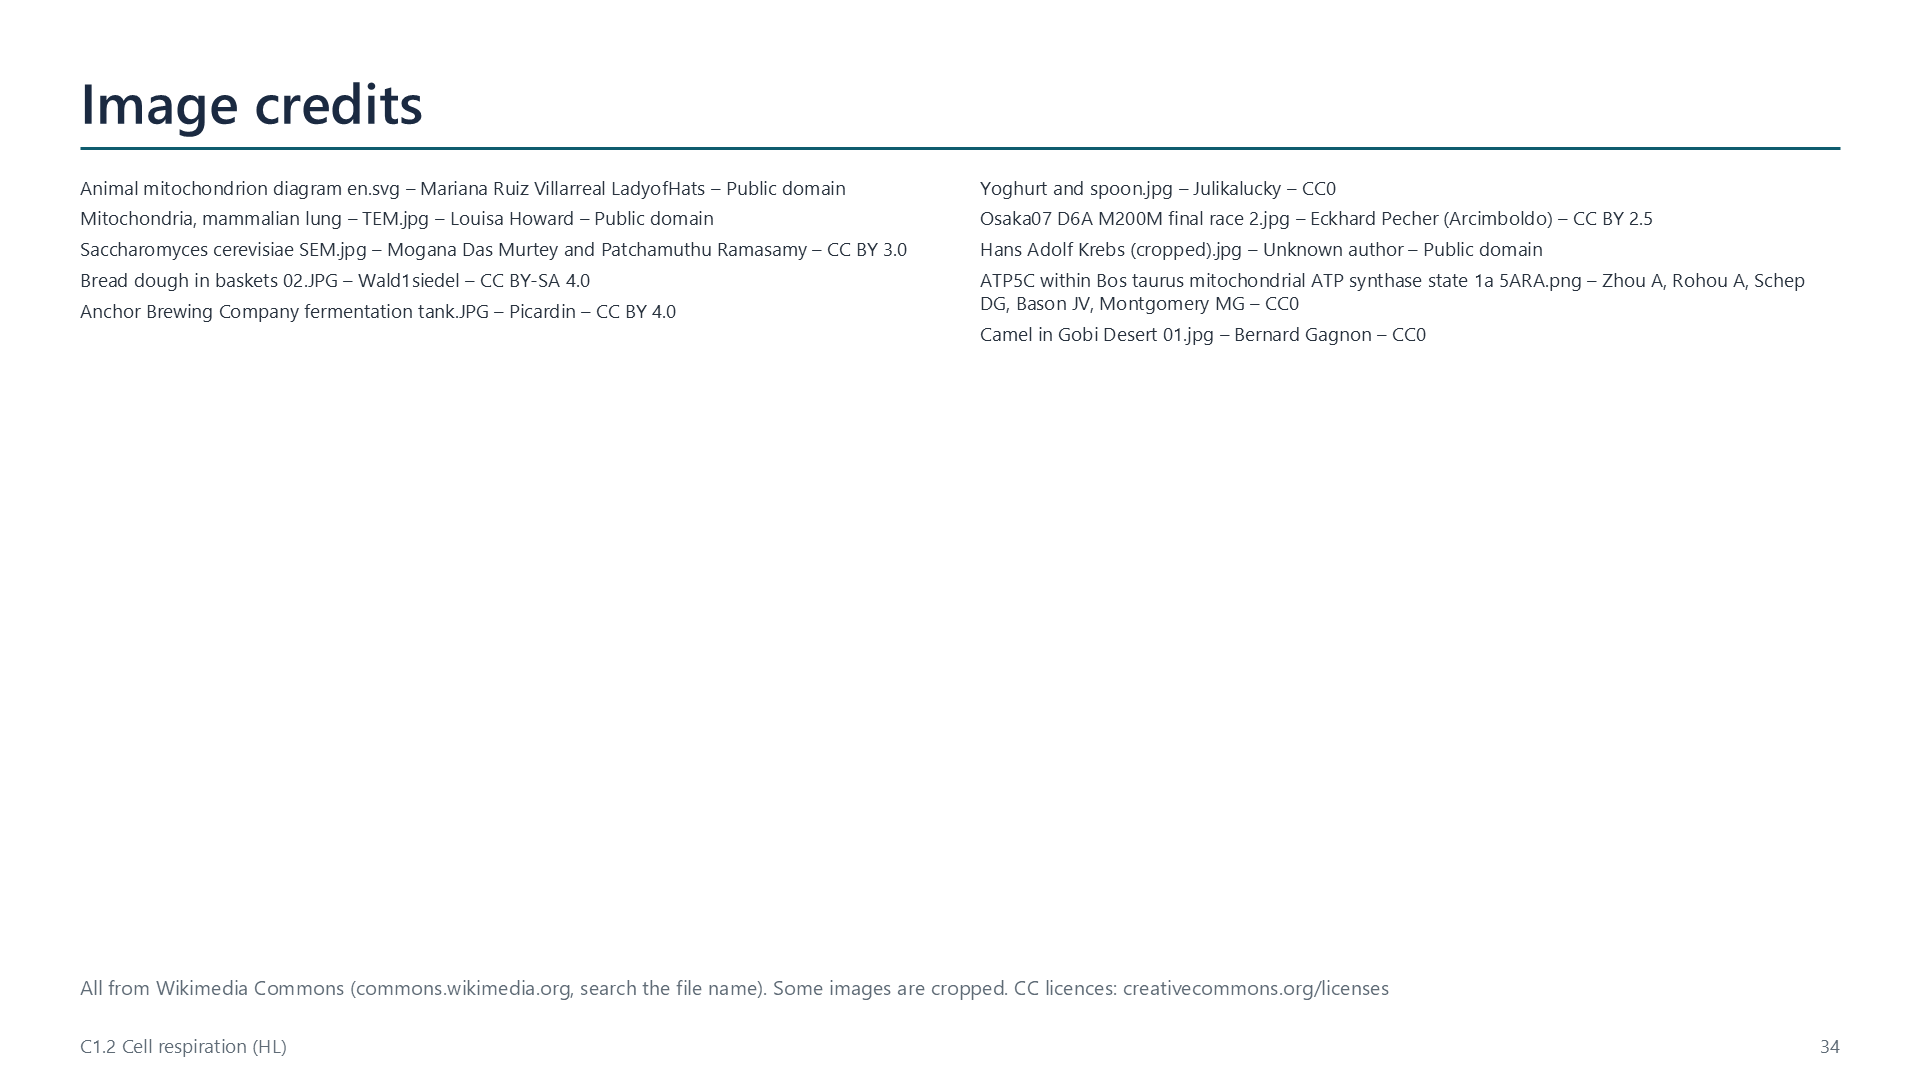 Image credits
Animal mitochondrion diagram en.svg – Mariana Ruiz Villarreal LadyofHats – Public domain
Mitochondria, mammalian lung – TEM.jpg – Louisa Howard – Public domain
Saccharomyces cerevisiae SEM.jpg – Mogana Das Murtey and Patchamuthu Ramasamy – CC BY 3.0
Bread dough in baskets 02.JPG – Wald1siedel – CC BY-SA 4.0
Anchor Brewing Company fermentation tank.JPG – Picardin – CC BY 4.0
Yoghurt and spoon.jpg – Julikalucky – CC0
Osaka07 D6A M200M final race 2.jpg – Eckhard Pecher (Arcimboldo) – CC BY 2.5
Hans Adolf Krebs (cropped).jpg – Unknown author – Public domain
ATP5C within Bos taurus mitochondrial ATP synthase state 1a 5ARA.png – Zhou A, Rohou A, Schep
DG, Bason JV, Montgomery MG – CC0
Camel in Gobi Desert 01.jpg – Bernard Gagnon – CC0
All from Wikimedia Commons (commons.wikimedia.org, search the file name). Some images are cropped. CC licences: creativecommons.org/licenses
C1.2 Cell respiration (HL)
34